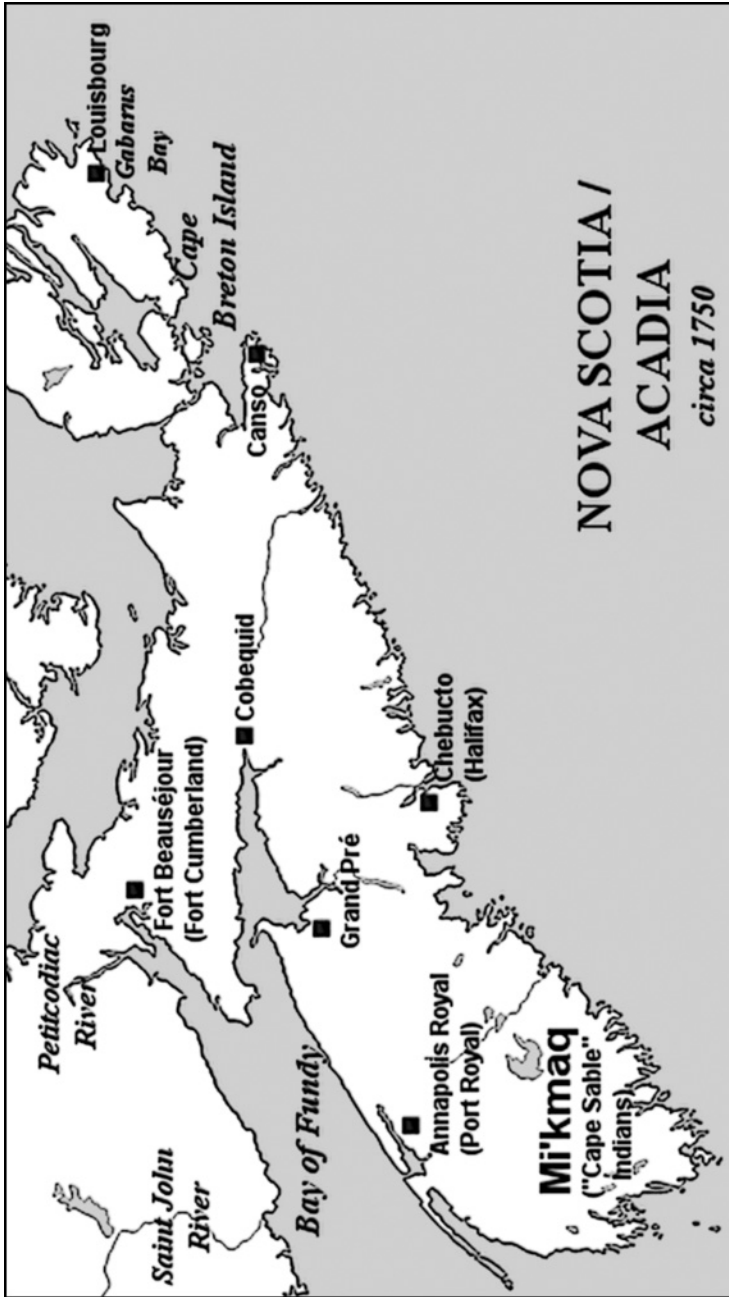 NOVA SCOTIA /
ACADIA
circa 1750
Saint John
River
Petitcodiac
River
Bay of Fundy
Fort Beauséjour
(Fort Cumberland)
Cobequid
Grand Pré
Annapolis Royal
(Port Royal)
Mi'kmaq
("Cape Sable"
Indians)
Chebucto
(Halifax)
Canso
Cape
Breton Island
Louisbourg
Gabarus
Bay